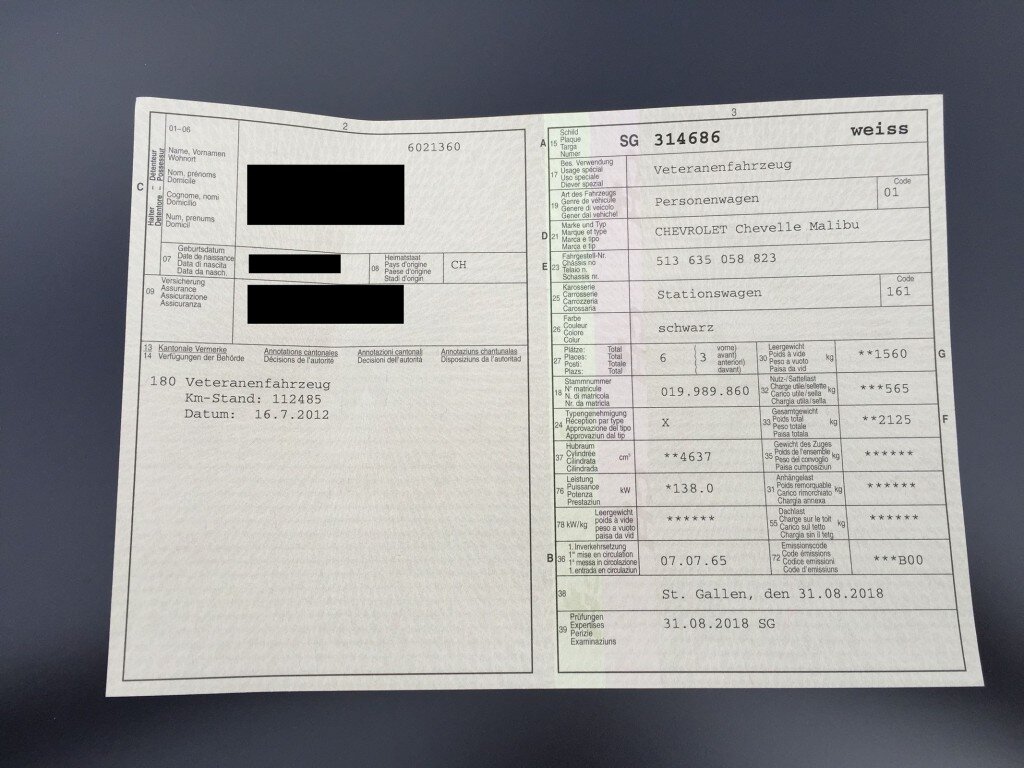 2
01-06
6021360
C
Halter – Détenteur
Detentore – Possessur
Name, Vornamen
Wohnort
Nom, prénoms
Domicile
Cognome, nomi
Domicilio
Num, prenums
Domicil
07
Geburtsdatum
Date de naissance
Data di nascita
Data da nasch.
08
Heimatstaat
Pays d'origine
Paese d'origine
Stadi d'origin
CH
09
Versicherung
Assurance
Assicurazione
Assicuranza
13 Kantonale Vermerke
14 Verfügungen der Behörde
Annotations cantonales
Décisions de l'autorité
Annotazioni cantonali
Decisioni dell'autorità
Annotaziuns chantunalas
Disposiziuns da l'autoritad
180 Veteranenfahrzeug
Km-Stand: 112485
Datum: 16.7.2012
3
A 15 Schild
Plaque
Targa
Numer
SG 314686 weiss
17 Bes. Verwendung
Usage spécial
Uso speciale
Diever spezial
Veteranenfahrzeug
19 Art des Fahrzeugs
Genre de véhicule
Genere di veicolo
Gener dal vehichel
Personenwagen
Code
01
D 21 Marke und Typ
Marque et type
Marca e tipo
Marca e tip
CHEVROLET Chevelle Malibu
E 23 Fahrgestell-Nr.
Châssis no
Telaio n.
Schassis nr.
513 635 058 823
25 Karosserie
Carrosserie
Carrozzeria
Carossaria
Stationswagen
Code
161
26 Farbe
Couleur
Colore
Colur
schwarz
27 Plätze: Total
Places: Total
Posti: Totale
Plazs: Total
6 (3 vorne)
avant)
anteriori)
davant)
30 Leergewicht
Poids à vide
Peso a vuoto
Paisa da vid
kg
**1560
G
18 Stammnummer
N° matricule
N. di matricola
Nr. da matricla
019.989.860
32 Nutz-/Sattellast
Charge utile/sellette
Carico utile/sella
Chargia utila/sella
kg
***565
24 Typengenehmigung
Réception par type
Approvazione del tipo
Approvaziun dal tip
X
33 Gesamtgewicht
Poids total
Peso totale
Paisa totala
kg
**2125
F
37 Hubraum
Cylindrée
Cilindrata
Cilindrada
cm³
**4637
35 Gewicht des Zuges
Poids de l'ensemble
Peso del convoglio
Paisa cumposiziun
kg
******
76 Leistung
Puissance
Potenza
Prestaziun
kW
*138.0
31 Anhängelast
Poids remorquable
Carico rimorchiato
Chargia annexa
kg
******
78 kW/kg
Leergewicht
poids à vide
peso a vuoto
paisa da vid
******
55 Dachlast
Charge sur le toit
Carico sul tetto
Chargia sin il tetg
kg
******
B 36 1. Inverkehrsetzung
1re mise en circulation
1a messa in circolazione
1. entrada en circulaziun
07.07.65
72 Emissionscode
Code émissions
Codice emissioni
Code d'emissiuns
***B00
38
St. Gallen, den 31.08.2018
39 Prüfungen
Expertises
Perizie
Examinaziuns
31.08.2018 SG